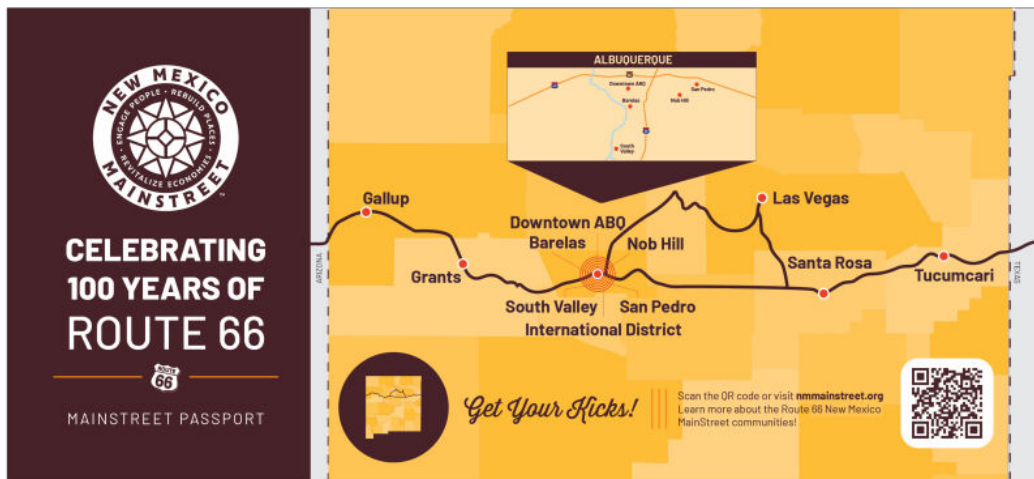 NEW MEXICO
ENGAGE PEOPLE • REBUILD PLACES •
REVITALIZE ECONOMIES •
MAINSTREET
TM
CELEBRATING
100 YEARS OF
ROUTE 66
ROUTE
66
MAINSTREET PASSPORT
ARIZONA
ALBUQUERQUE
Downtown ABQ
San Pedro
Barelas
Nob Hill
South
Valley
Gallup
Las Vegas
Downtown ABQ
Barelas
Nob Hill
Grants
Santa Rosa
Tucumcari
TEXAS
South Valley
San Pedro
International District
Get Your Kicks!
Scan the QR code or visit nmmainstreet.org
Learn more about the Route 66 New Mexico
MainStreet communities!